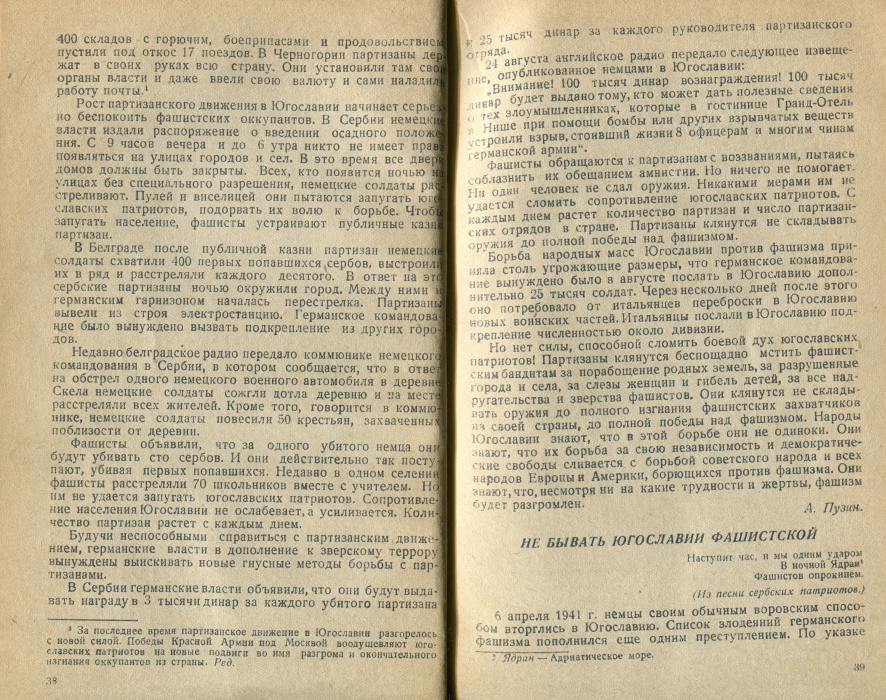 400 складов с горючим, боеприпасами и продовольствием
пустили под откос 17 поездов. В Черногории партизаны дер
жат в своих руках всю страну. Они установили там свои
органы власти и даже ввели свою валюту и сами наладили
работу почты.¹
Рост партизанского движения в Югославии начинает серьез
но беспокоить фашистских оккупантов. В Сербии немецкие
власти издали распоряжение о введении осадного положе
ния. С 9 часов вечера и до 6 утра никто не имеет права
появляться на улицах городов и сел. В это время все двери
домов должны быть закрыты. Всех, кто появится ночью на
улицах без специального разрешения, немецкие солдаты рас
стреливают. Пулей и виселицей они пытаются запугать юго
славских патриотов, подорвать их волю к борьбе. Чтобы
запугать население, фашисты устраивают публичные казни
партизан.
В Белграде после публичной казни партизан немецкие
солдаты схватили 400 первых попавшихся сербов, выстроили
их в ряд и расстреляли каждого десятого. В ответ на это
сербские партизаны ночью окружили город. Между ними и
германским гарнизоном началась перестрелка. Партизаны
вывели из строя электростанцию. Германское командова
ние было вынуждено вызвать подкрепление из других горо-
дов.
Недавно белградское радио передало коммюнике немецкого
командования в Сербии, в котором сообщается, что в ответ
на обстрел одного немецкого военного автомобиля в деревне
Скела немецкие солдаты сожгли дотла деревню и на месте
расстреляли всех жителей. Кроме того, говорится в коммю
нике, немецкие солдаты повесили 50 крестьян, захваченных
поблизости от деревни.
Фашисты объявили, что за одного убитого немца они
будут убивать сто сербов. И они действительно так посту-
пают, убивая первых попавшихся. Недавно в одном селении
фашисты расстреляли 70 школьников вместе с учителем. Но
им не удается запугать югославских патриотов. Сопротивле-
ние населения Югославии не ослабевает, а усиливается. Коли-
чество партизан растет с каждым днем.
Будучи неспособными справиться с партизанским движе-
нием, германские власти в дополнение к зверскому террору
вынуждены выискивать новые гнусные методы борьбы с пар-
тизанами.
В Сербии германские власти объявили, что они будут выда-
вать награду в 3 тысячи динар за каждого убитого партизана
¹ За последнее время партизанское движение в Югославии разгорелось
с новой силой. Победы Красной Армии под Москвой воодушевляют юго-
славских патриотов на новые подвиги во имя разгрома и окончательного
изгнания оккупантов из страны. Ред.
38
и 25 тысяч динар за каждого руководителя партизанского
отряда.
24 августа английское радио передало следующее извеще-
ние, опубликованное немцами в Югославии:
„Внимание! 100 тысяч динар вознаграждения! 100 тысяч
динар будет выдано тому, кто может дать полезные сведения
о тех злоумышленниках, которые в гостинице Гранд-Отель
в Нише при помощи бомбы или других взрывчатых веществ
устроили взрыв, стоивший жизни 8 офицерам и многим чинам
германской армии“.
Фашисты обращаются к партизанам с воззваниями, пытаясь
соблазнить их обещанием амнистии. Но ничего не помогает.
Ни один человек не сдал оружия. Никакими мерами им не
удается сломить сопротивление югославских патриотов. С
каждым днем растет количество партизан и число партизан-
ских отрядов в стране. Партизаны клянутся не складывать
оружия до полной победы над фашизмом.
Борьба народных масс Югославии против фашизма при-
няла столь угрожающие размеры, что германское командова-
ние вынуждено было в августе послать в Югославию допол-
нительно 25 тысяч солдат. Через несколько дней после этого
оно потребовало от итальянцев переброски в Югославию
новых воинских частей. Итальянцы послали в Югославию под-
крепление численностью около дивизии.
Но нет силы, способной сломить боевой дух югославских
патриотов! Партизаны клянутся беспощадно мстить фашист-
ским бандитам за порабощение родных земель, за разрушенные
города и села, за слезы женщин и гибель детей, за все над-
ругательства и зверства фашистов. Они клянутся не склады-
вать оружия до полного изгнания фашистских захватчиков
из своей страны, до полной победы над фашизмом. Народы
Югославии знают, что в этой борьбе они не одиноки. Они
знают, что их борьба за свою независимость и демократиче-
ские свободы сливается с борьбой советского народа и всех
народов Европы и Америки, борющихся против фашизма. Они
знают, что, несмотря ни на какие трудности и жертвы, фашизм
будет разгромлен.
А. Пузин.
НЕ БЫВАТЬ ЮГОСЛАВИИ ФАШИСТСКОЙ
Наступит час, и мы одним ударом
В ночной Ядран¹
Фашистов опрокинем.
(Из песни сербских патриотов.)
6 апреля 1941 г. немцы своим обычным воровским спосо-
бом вторглись в Югославию. Список злодеяний германского
фашизма пополнился еще одним преступлением. По указке
¹ Ядран — Адриатическое море.
39